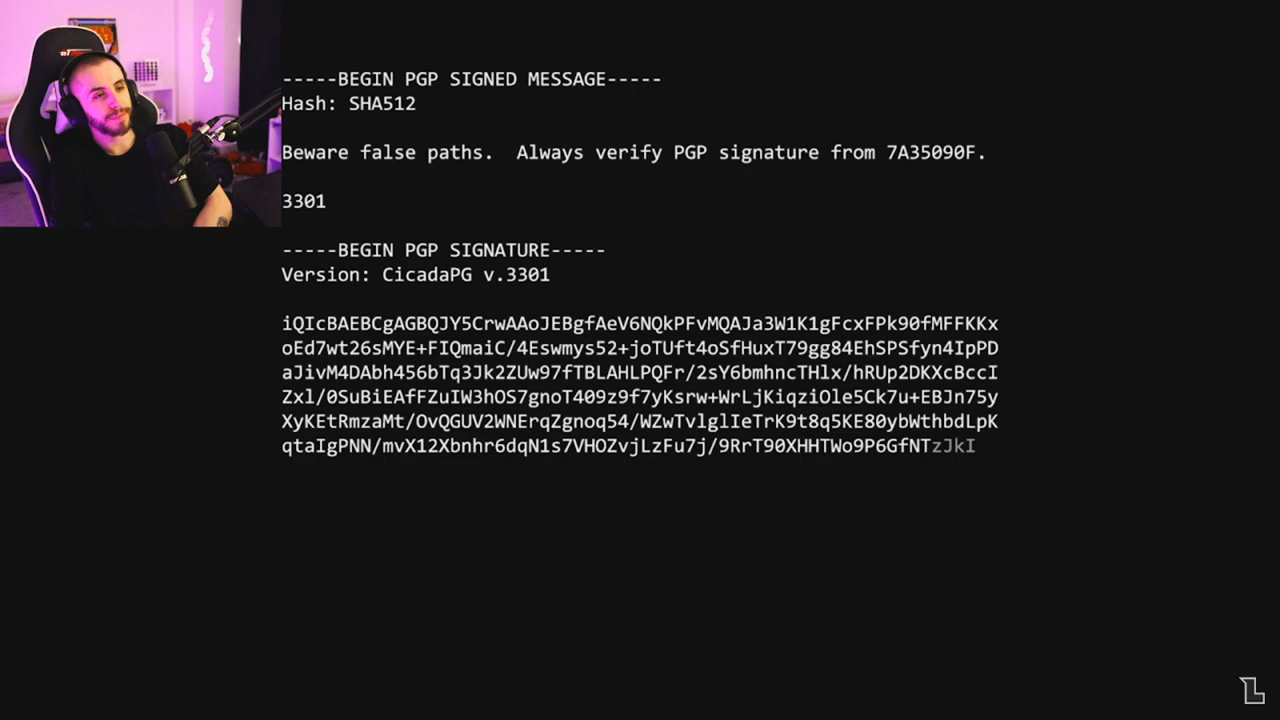 -----BEGIN PGP SIGNED MESSAGE-----
Hash: SHA512
Beware false paths.  Always verify PGP signature from 7A35090F.
3301
-----BEGIN PGP SIGNATURE-----
Version: CicadaPG v.3301
iQIcBAEBCgAGBQJY5CrwAAoJEBgfAeV6NQkPFvMQAJa3W1K1gFcxFPk90fMFFKKx
oEd7wt26sMYE+FIQmaiC/4Eswmys52+joTUft4oSfHuxT79gg84EhSPSfyn4IpPD
aJivM4DAbh456bTq3Jk2ZUw97fTBLAHLPQFr/2sY6bmhncTHlx/hRUp2DKXcBccI
Zxl/0SuBiEAfFZuIW3hOS7gnoT409z9f7yKsrw+WrLjKiqziOle5Ck7u+EBJn75y
XyKEtRmzaMt/OvQGUV2WNErqZgnoq54/WZwTvlglIeTrK9t8q5KE80ybWthbdLpK
qtaIgPNN/mvX12Xbnhr6dqN1s7VHOZvjLzFu7j/9RrT90XHHTWo9P6GfNTzJkI